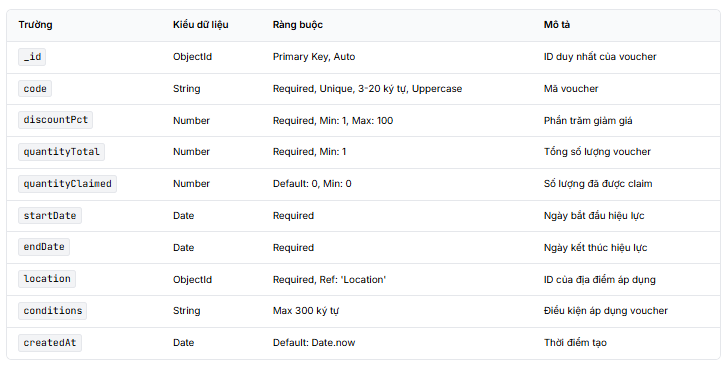 Trường Kiểu dữ liệu Ràng buộc Mô tả
_id ObjectId Primary Key, Auto ID duy nhất của voucher
code String Required, Unique, 3-20 ký tự, Uppercase Mã voucher
discountPct Number Required, Min: 1, Max: 100 Phần trăm giảm giá
quantityTotal Number Required, Min: 1 Tổng số lượng voucher
quantityClaimed Number Default: 0, Min: 0 Số lượng đã được claim
startDate Date Required Ngày bắt đầu hiệu lực
endDate Date Required Ngày kết thúc hiệu lực
location ObjectId Required, Ref: 'Location' ID của địa điểm áp dụng
conditions String Max 300 ký tự Điều kiện áp dụng voucher
createdAt Date Default: Date.now Thời điểm tạo